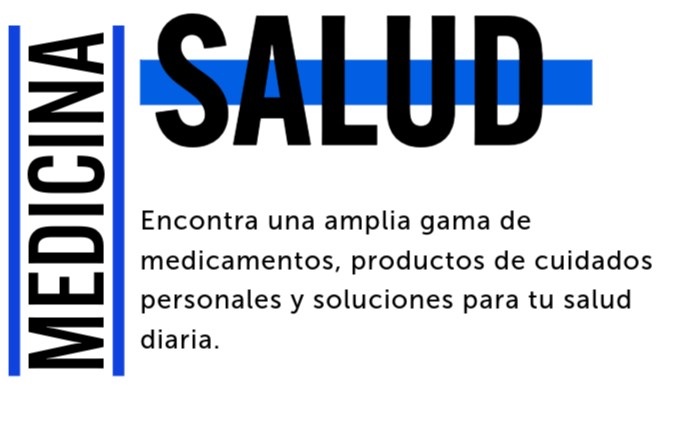 MEDICINA
SALUD
Encontra una amplia gama de
medicamentos, productos de cuidados
personales y soluciones para tu salud
diaria.